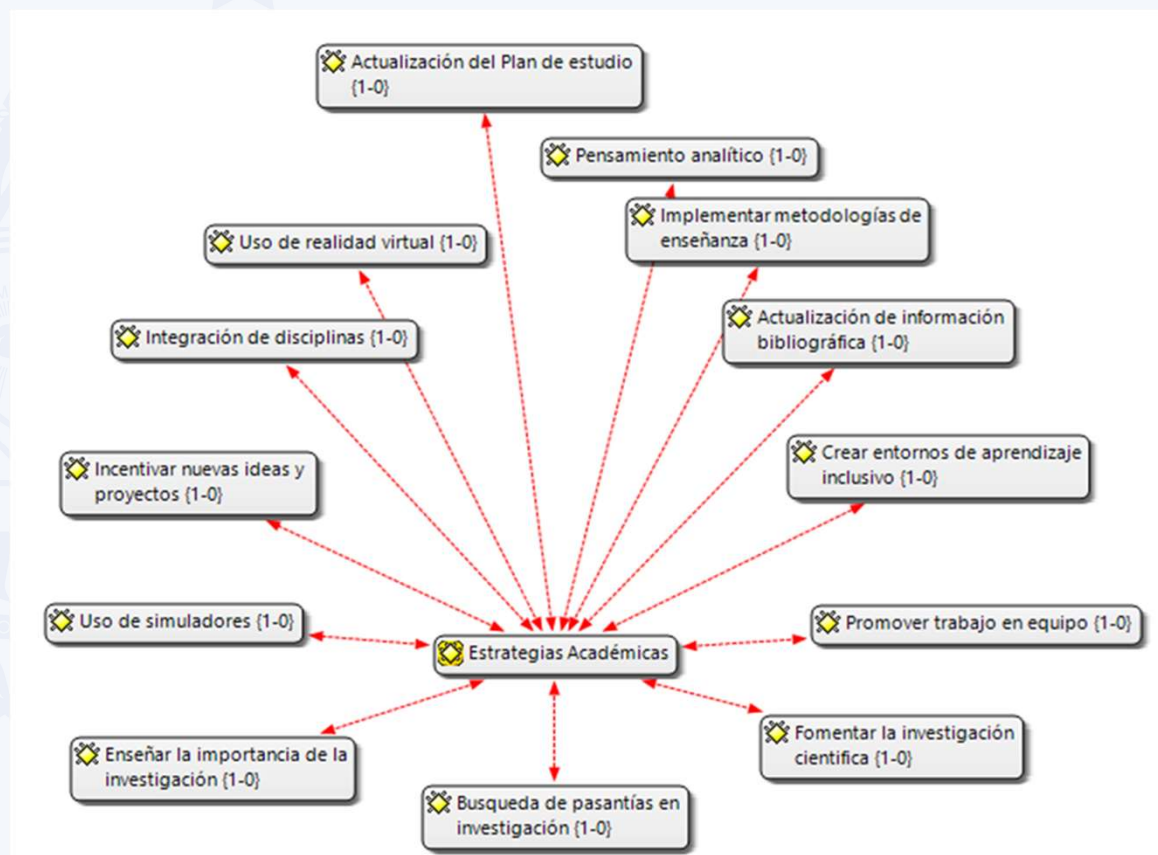 Actualización del Plan de estudio
{1-0}
Pensamiento analítico {1-0}
Implementar metodologías de
enseñanza {1-0}
Uso de realidad virtual {1-0}
Actualización de información
bibliográfica {1-0}
Integración de disciplinas {1-0}
Crear entornos de aprendizaje
inclusivo {1-0}
Incentivar nuevas ideas y
proyectos {1-0}
Uso de simuladores {1-0}
Promover trabajo en equipo {1-0}
Estrategias Académicas
Enseñar la importancia de la
investigación {1-0}
Fomentar la investigación
cientifica {1-0}
Busqueda de pasantías en
investigación {1-0}